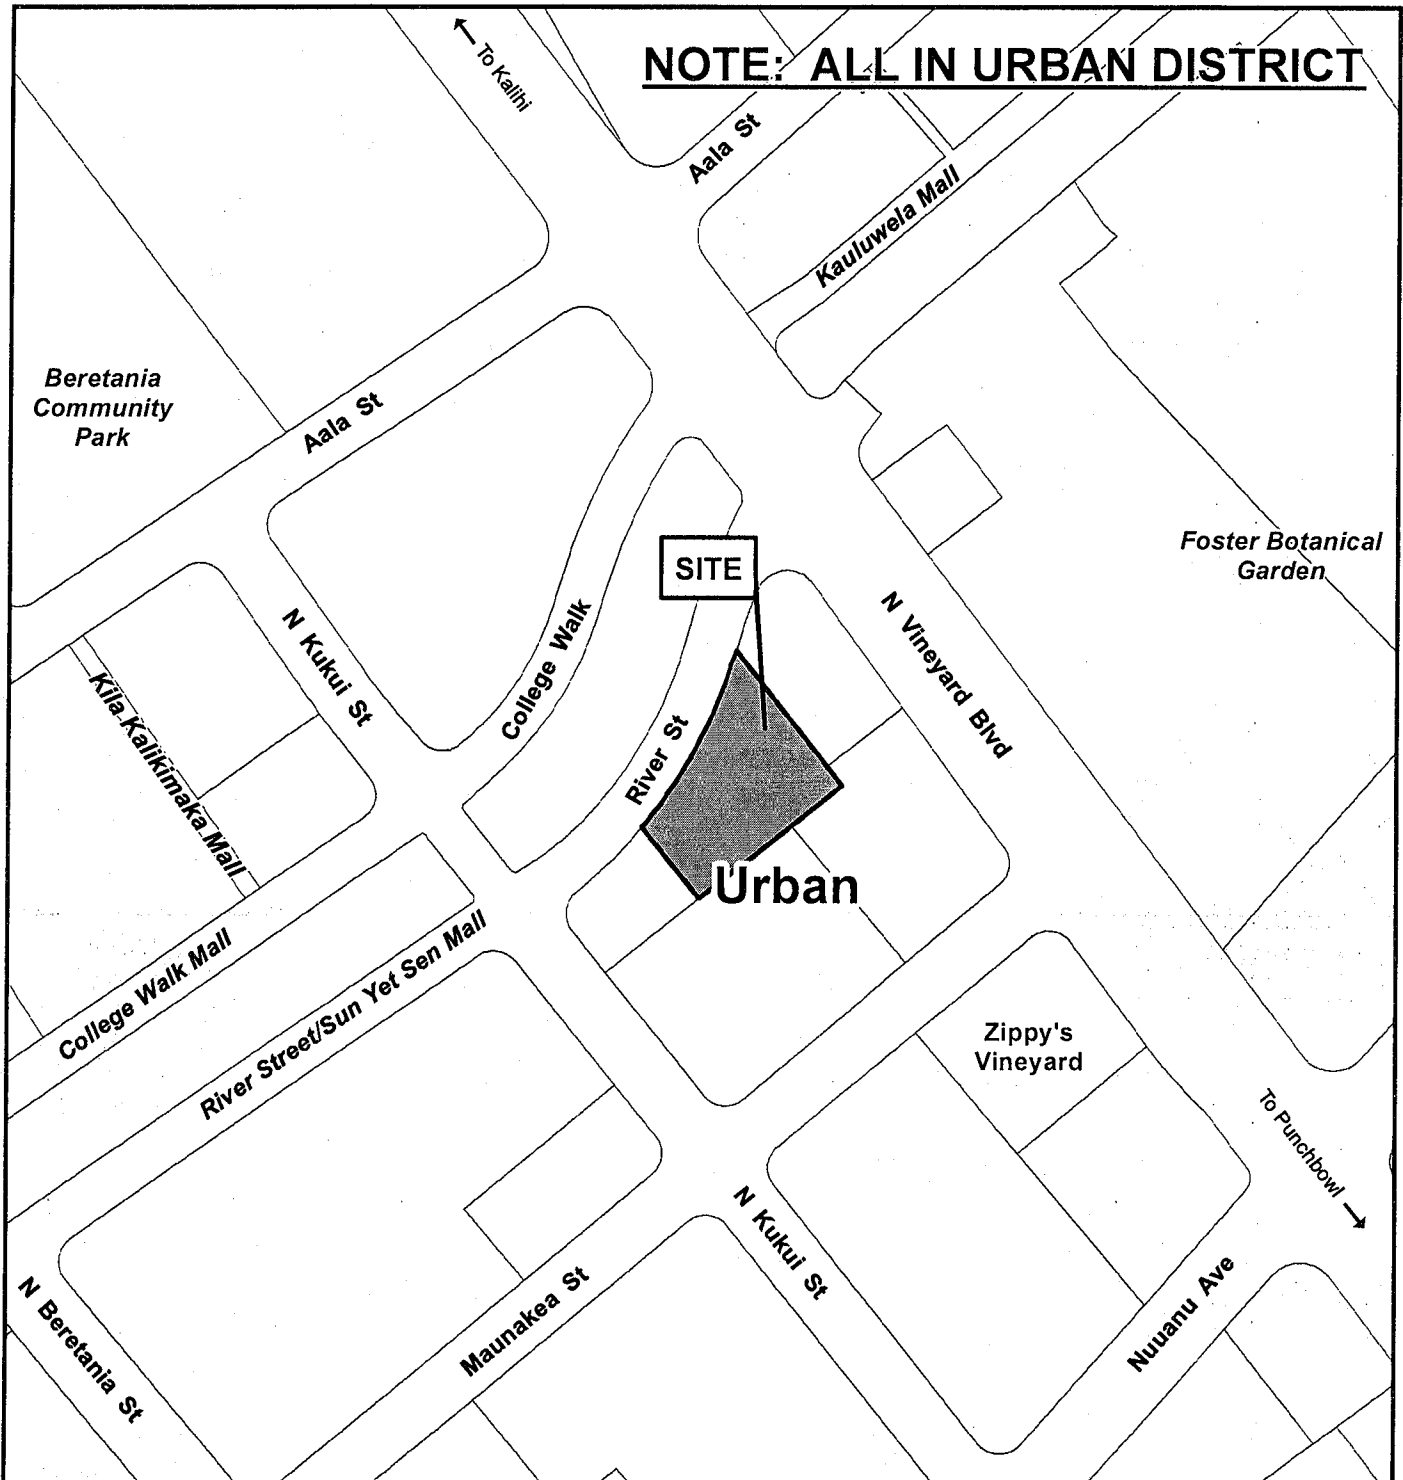 To Kalihi
NOTE: ALL IN URBAN DISTRICT
Aala St
Kauluwela Mall
Beretania
Community
Park
Aala St
Foster Botanical
Garden
SITE
N Kukui St
College Walk
N Vineyard Blvd
Kila Kalikimaka Mall
River St
Urban
College Walk Mall
River Street/Sun Yet Sen Mall
Zippy's
Vineyard
To Punchbowl
N Kukui St
Maunakea St
Nuuanu Ave
N Beretania St